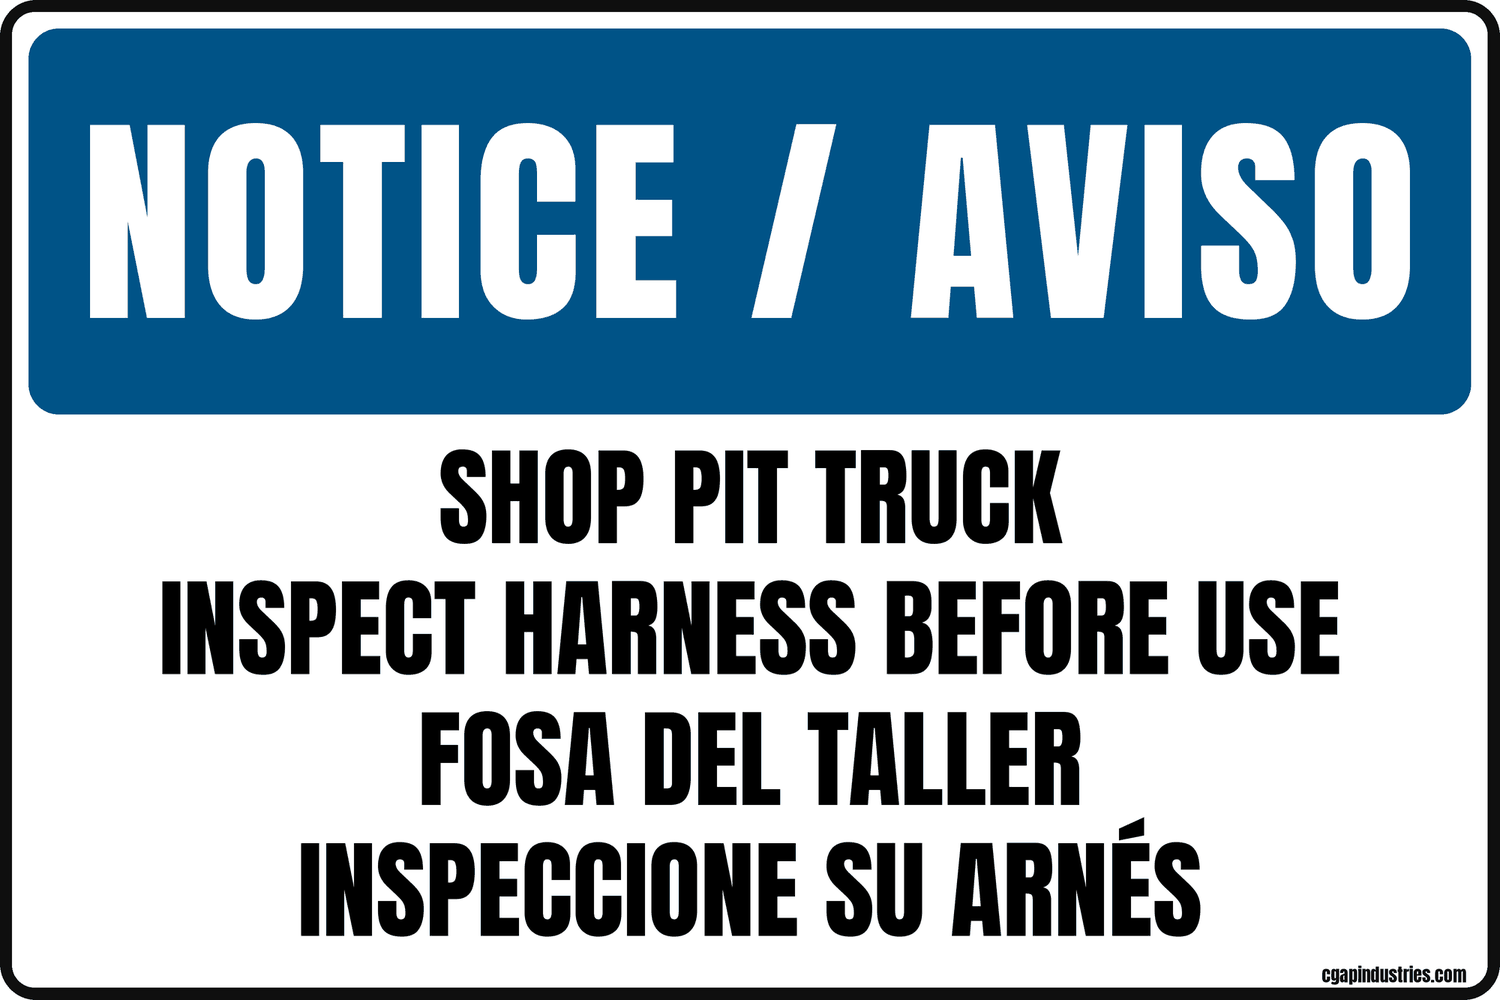 NOTICE / AVISO
SHOP PIT TRUCK
INSPECT HARNESS BEFORE USE
FOSA DEL TALLER
INSPECCIONE SU ARNÉS
cgapindustries.com